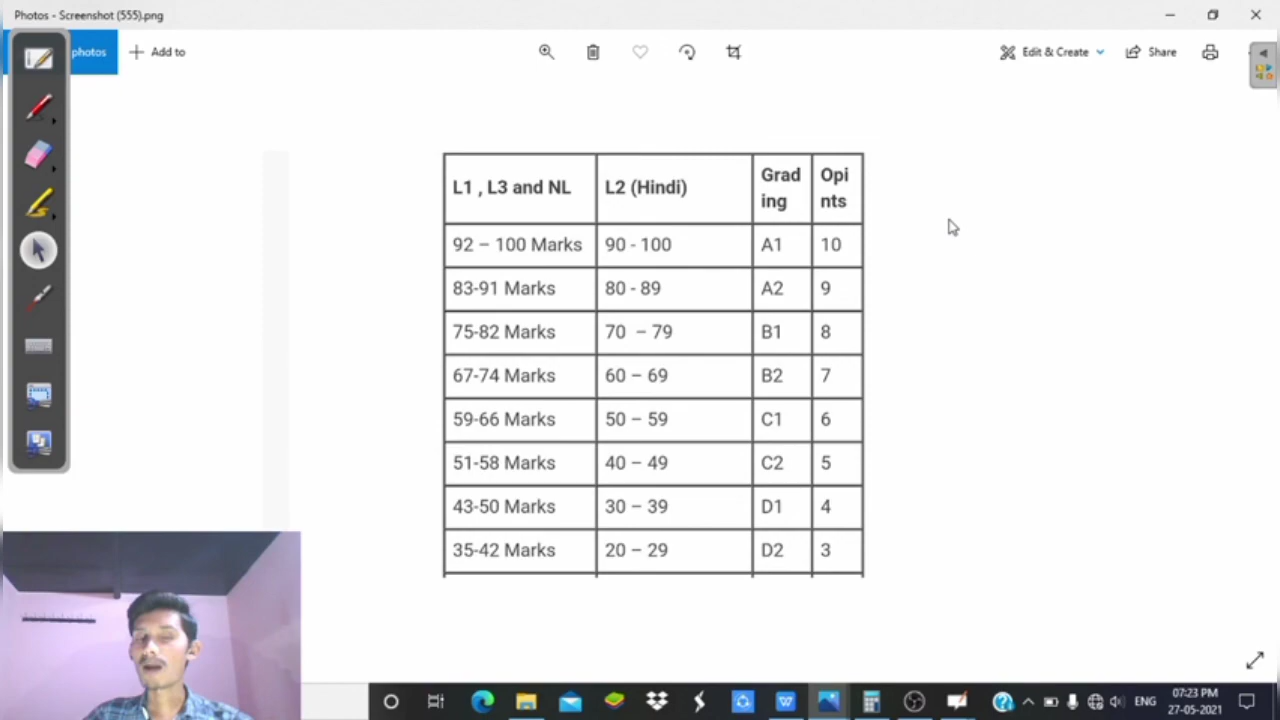 Photos - Screenshot (555).png
photos
Add to
Edit & Create
Share
L1 , L3 and NL
L2 (Hindi)
Grad
ing
Opi
nts
92 – 100 Marks
90 - 100
A1
10
83-91 Marks
80 - 89
A2
9
75-82 Marks
70 – 79
B1
8
67-74 Marks
60 – 69
B2
7
59-66 Marks
50 – 59
C1
6
51-58 Marks
40 – 49
C2
5
43-50 Marks
30 – 39
D1
4
35-42 Marks
20 – 29
D2
3
ENG
07:23 PM
27-05-2021